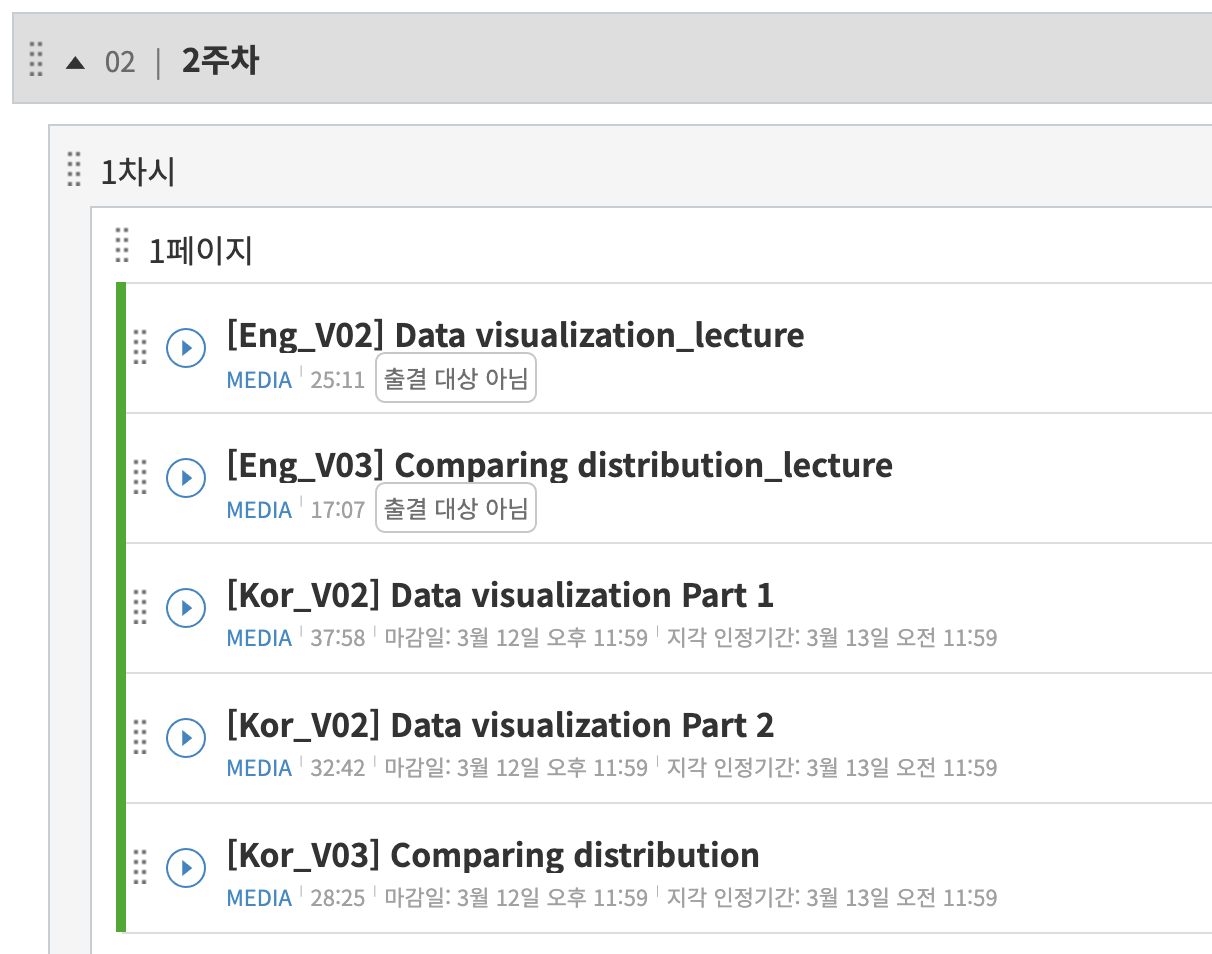 02 | 2주차
1차시
1페이지
[Eng_V02] Data visualization_lecture
MEDIA | 25:11 출결 대상 아님
[Eng_V03] Comparing distribution_lecture
MEDIA | 17:07 출결 대상 아님
[Kor_V02] Data visualization Part 1
MEDIA | 37:58 | 마감일: 3월 12일 오후 11:59 | 지각 인정기간: 3월 13일 오전 11:59
[Kor_V02] Data visualization Part 2
MEDIA | 32:42 | 마감일: 3월 12일 오후 11:59 | 지각 인정기간: 3월 13일 오전 11:59
[Kor_V03] Comparing distribution
MEDIA | 28:25 | 마감일: 3월 12일 오후 11:59 | 지각 인정기간: 3월 13일 오전 11:59